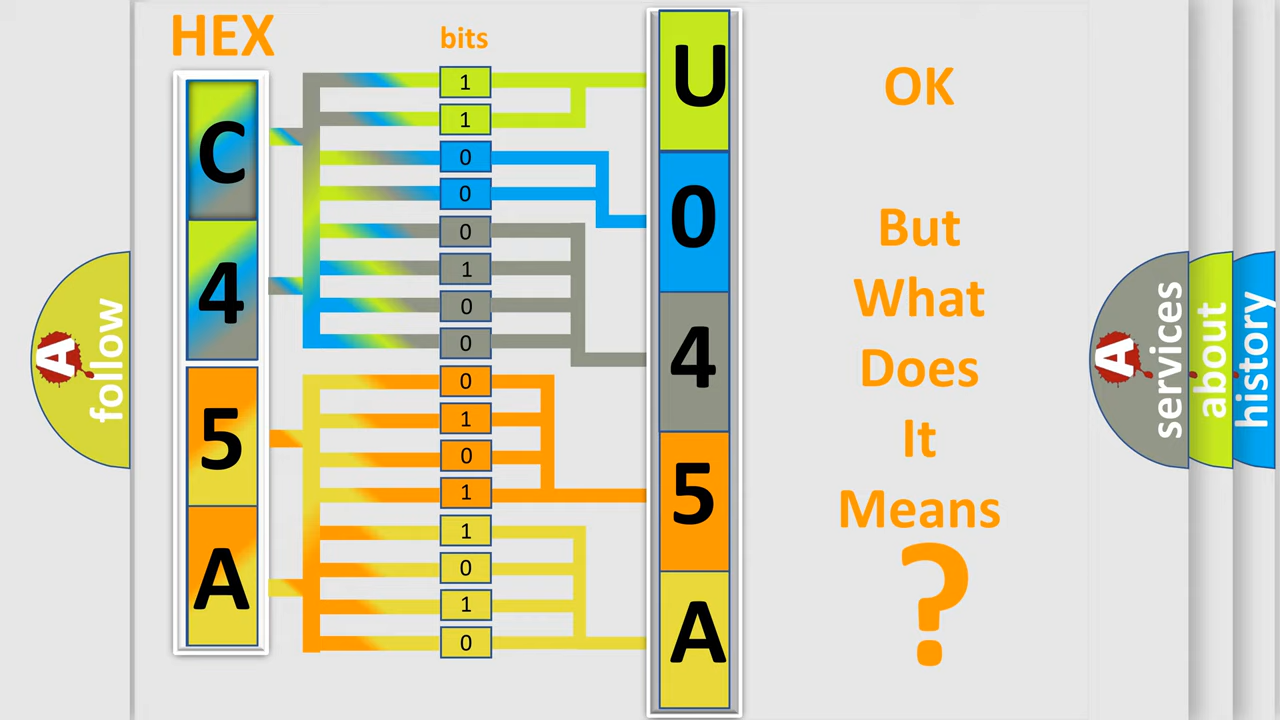 HEX
bits
C
4
5
A
1
1
0
0
0
1
0
0
0
1
0
1
1
0
1
0
U
0
4
5
A
OK
But
What
Does
It
Means
?
A
follow
A
services
about
history